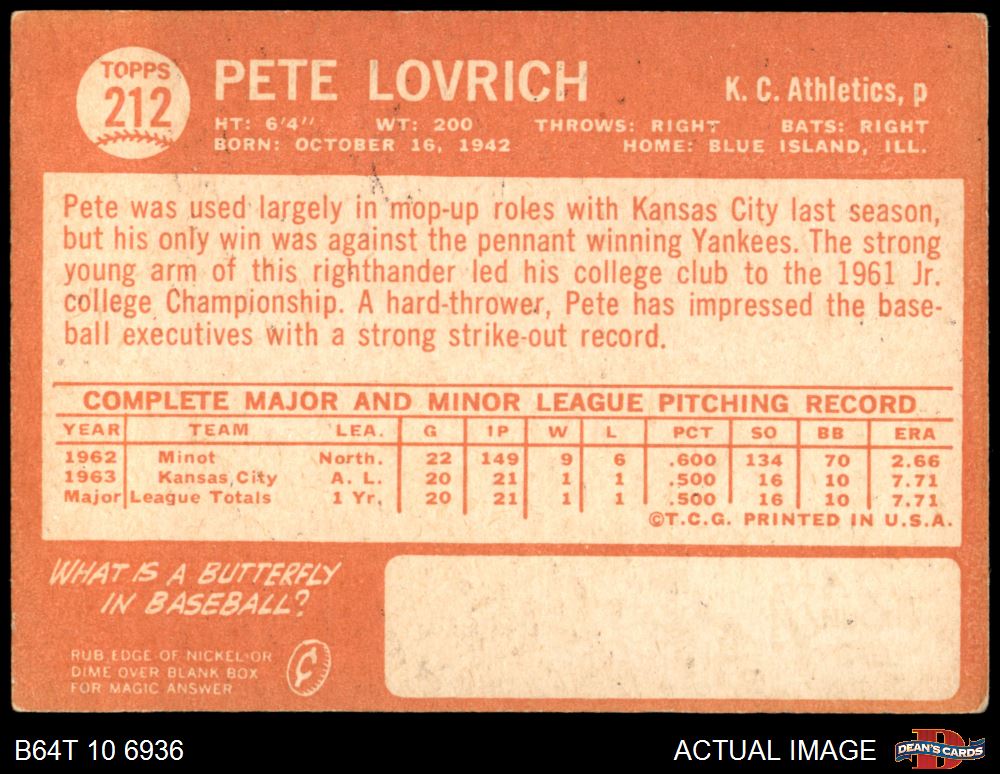 TOPPS
212
PETE LOVRICH
K. C. Athletics, p
HT: 6'4" WT: 200 THROWS: RIGHT BATS: RIGHT
BORN: OCTOBER 16, 1942 HOME: BLUE ISLAND, ILL.
Pete was used largely in mop-up roles with Kansas City last season,
but his only win was against the pennant winning Yankees. The strong
young arm of this righthander led his college club to the 1961 Jr.
college Championship. A hard-thrower, Pete has impressed the base-
ball executives with a strong strike-out record.
COMPLETE MAJOR AND MINOR LEAGUE PITCHING RECORD
YEAR TEAM LEA. G IP W L PCT SO BB ERA
1962 Minot North. 22 149 9 6 .600 134 70 2.66
1963 Kansas City A. L. 20 21 1 1 .500 16 10 7.71
Major League Totals 1 Yr. 20 21 1 1 .500 16 10 7.71
©T.C.G. PRINTED IN U.S.A.
WHAT IS A BUTTERFLY
IN BASEBALL?
RUB EDGE OF NICKEL OR
DIME OVER BLANK BOX
FOR MAGIC ANSWER
B64T 10 6936
ACTUAL IMAGE
DEAN'S CARDS